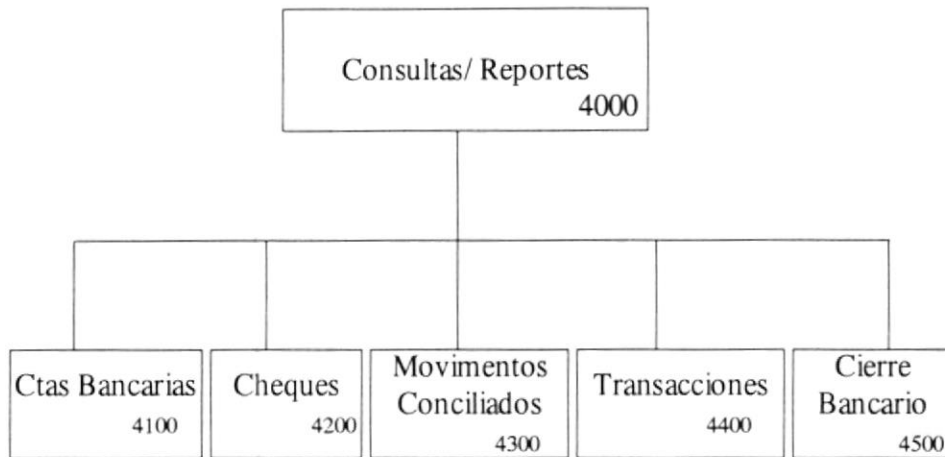 Consultas/ Reportes
4000
Ctas Bancarias
4100
Cheques
4200
Movimentos
Conciliados
4300
Transacciones
4400
Cierre
Bancario
4500